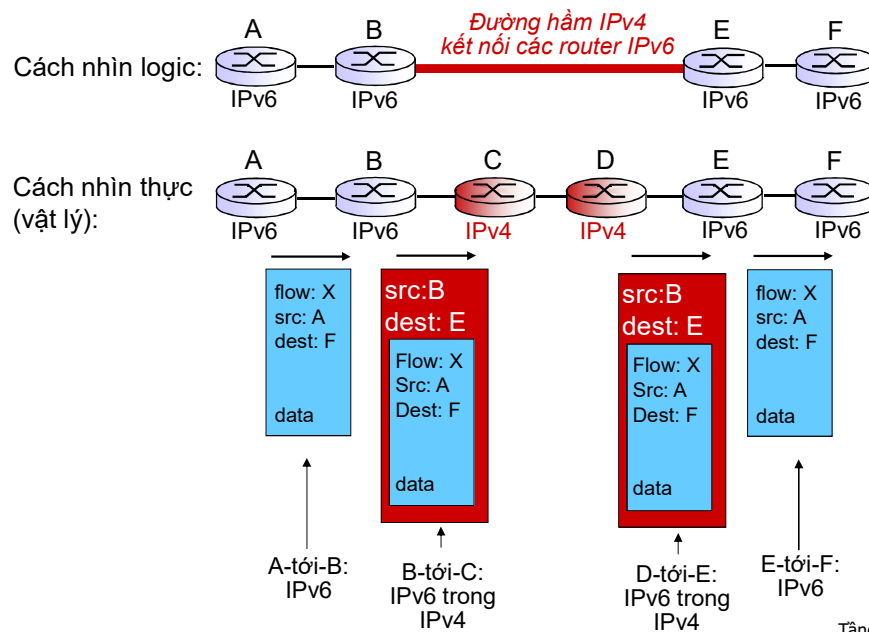 Đường hầm IPv4
kết nối các router IPv6
A
B
E
F
Cách nhìn logic:
IPv6
IPv6
IPv6
IPv6
A
B
C
D
E
F
Cách nhìn thực
(vật lý):
IPv6
IPv6
IPv4
IPv4
IPv6
IPv6
flow: X
src: A
dest: F
data
src:B
dest: E
Flow: X
Src: A
Dest: F
data
src:B
dest: E
Flow: X
Src: A
Dest: F
data
flow: X
src: A
dest: F
data
A-tới-B:
IPv6
B-tới-C:
IPv6 trong
IPv4
D-tới-E:
IPv6 trong
IPv4
E-tới-F:
IPv6
Tầng